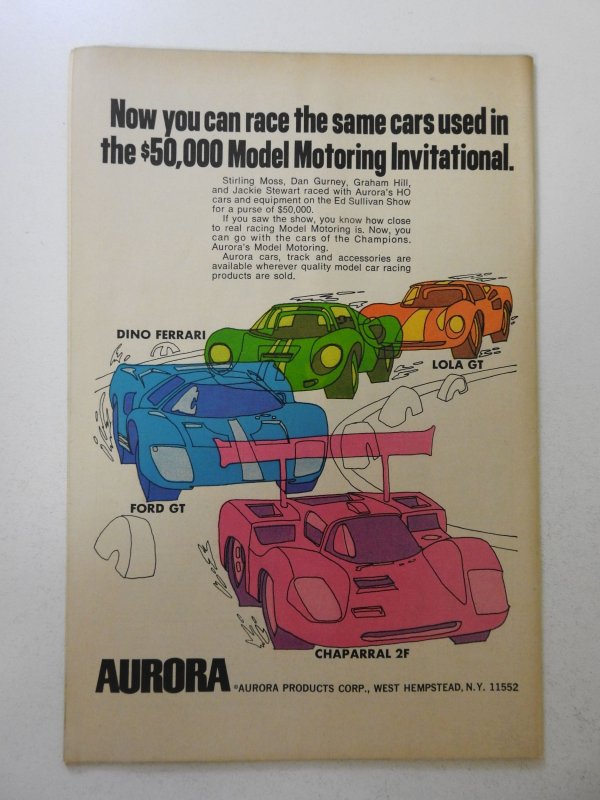 Now you can race the same cars used in
the $50,000 Model Motoring Invitational.
Stirling Moss, Dan Gurney, Graham Hill,
and Jackie Stewart raced with Aurora's HO
cars and equipment on the Ed Sullivan Show
for a purse of $50,000.
If you saw the show, you know how close
to real racing Model Motoring is. Now, you
can go with the cars of the Champions.
Aurora's Model Motoring.
Aurora cars, track and accessories are
available wherever quality model car racing
products are sold.
DINO FERRARI
LOLA GT
FORD GT
CHAPARRAL 2F
AURORA ®AURORA PRODUCTS CORP., WEST HEMPSTEAD, N.Y. 11552